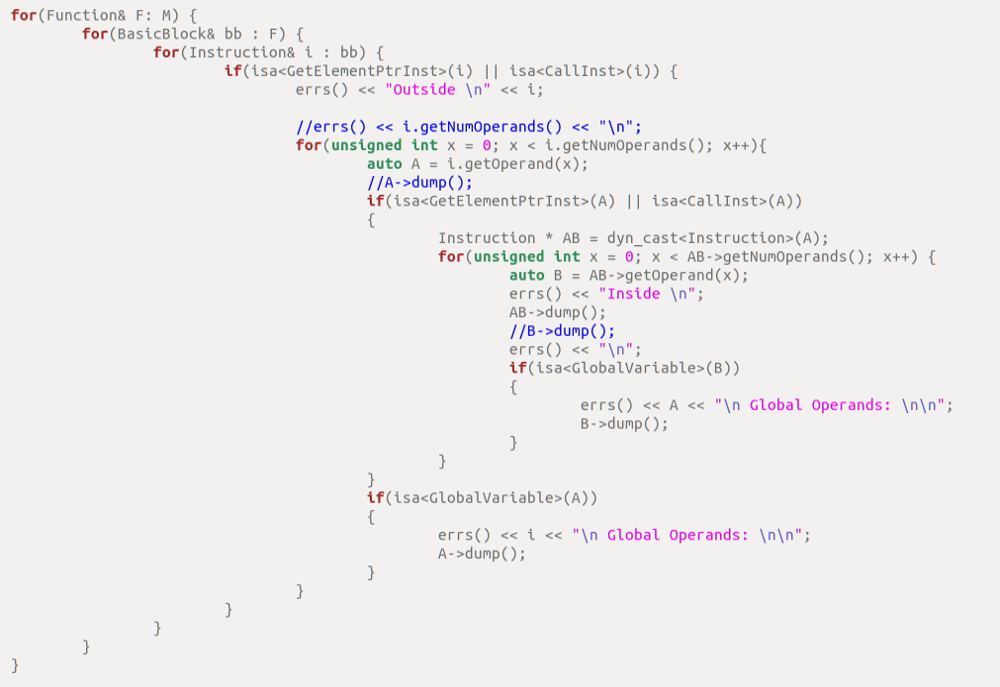 for(Function& F: M) {
        for(BasicBlock& bb : F) {
                for(Instruction& i : bb) {
                        if(isa<GetElementPtrInst>(i) || isa<CallInst>(i)) {
                                errs() << "Outside \n" << i;

                                //errs() << i.getNumOperands() << "\n";
                                for(unsigned int x = 0; x < i.getNumOperands(); x++){
                                        auto A = i.getOperand(x);
                                        //A->dump();
                                        if(isa<GetElementPtrInst>(A) || isa<CallInst>(A))
                                        {
                                                Instruction * AB = dyn_cast<Instruction>(A);
                                                for(unsigned int x = 0; x < AB->getNumOperands(); x++) {
                                                        auto B = AB->getOperand(x);
                                                        errs() << "Inside \n";
                                                        AB->dump();
                                                        //B->dump();
                                                        errs() << "\n";
                                                        if(isa<GlobalVariable>(B))
                                                        {
                                                                errs() << A << "\n Global Operands: \n\n";
                                                                B->dump();
                                                        }
                                                }
                                        }
                                        if(isa<GlobalVariable>(A))
                                        {
                                                errs() << i << "\n Global Operands: \n\n";
                                                A->dump();
                                        }
                                }
                        }
                }
        }
}